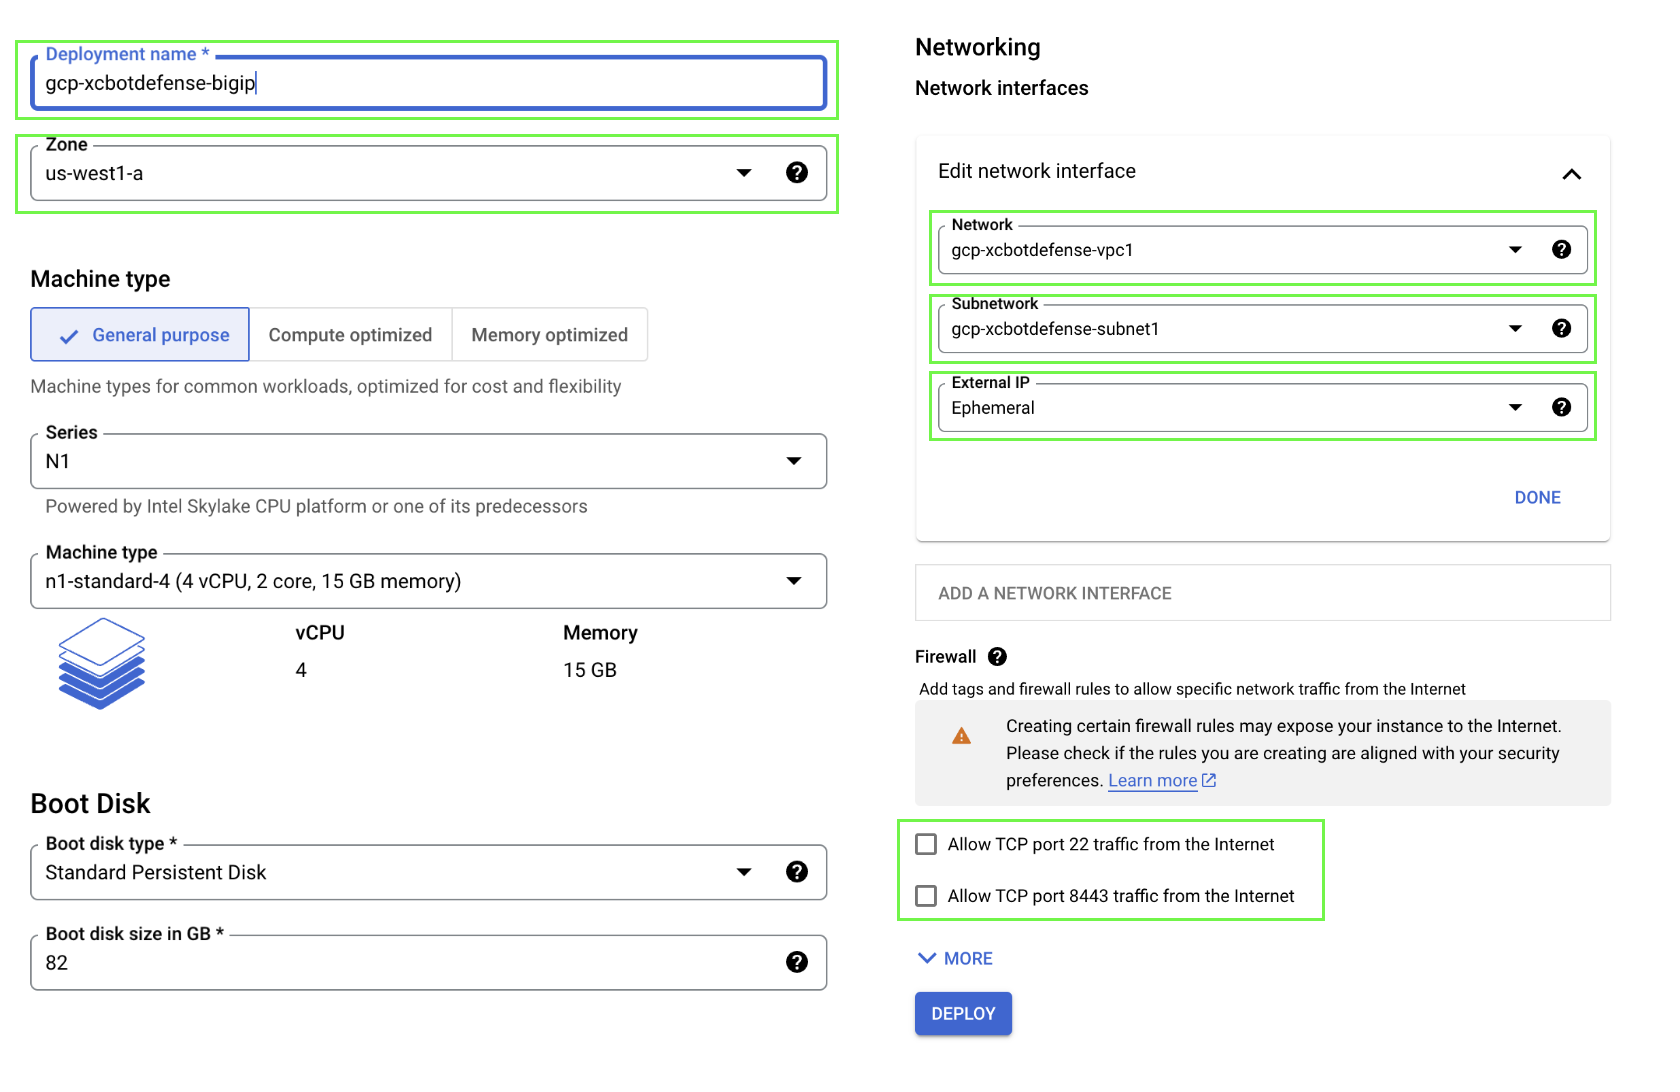 Deployment name *
gcp-xcbotdefense-bigip
Zone
us-west1-a
Machine type
General purpose
Compute optimized
Memory optimized
Machine types for common workloads, optimized for cost and flexibility
Series
N1
Powered by Intel Skylake CPU platform or one of its predecessors
Machine type
n1-standard-4 (4 vCPU, 2 core, 15 GB memory)
vCPU
Memory
4
15 GB
Boot Disk
Boot disk type *
Standard Persistent Disk
Boot disk size in GB *
82
Networking
Network interfaces
Edit network interface
Network
gcp-xcbotdefense-vpc1
Subnetwork
gcp-xcbotdefense-subnet1
External IP
Ephemeral
DONE
ADD A NETWORK INTERFACE
Firewall
Add tags and firewall rules to allow specific network traffic from the Internet
Creating certain firewall rules may expose your instance to the Internet.
Please check if the rules you are creating are aligned with your security
preferences. Learn more
Allow TCP port 22 traffic from the Internet
Allow TCP port 8443 traffic from the Internet
MORE
DEPLOY